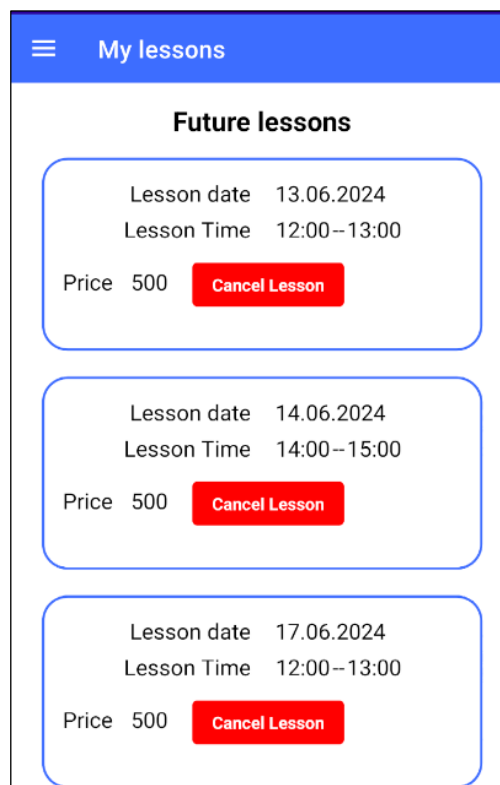 My lessons
Future lessons
Lesson date 13.06.2024
Lesson Time 12:00--13:00
Price 500 Cancel Lesson
Lesson date 14.06.2024
Lesson Time 14:00--15:00
Price 500 Cancel Lesson
Lesson date 17.06.2024
Lesson Time 12:00--13:00
Price 500 Cancel Lesson